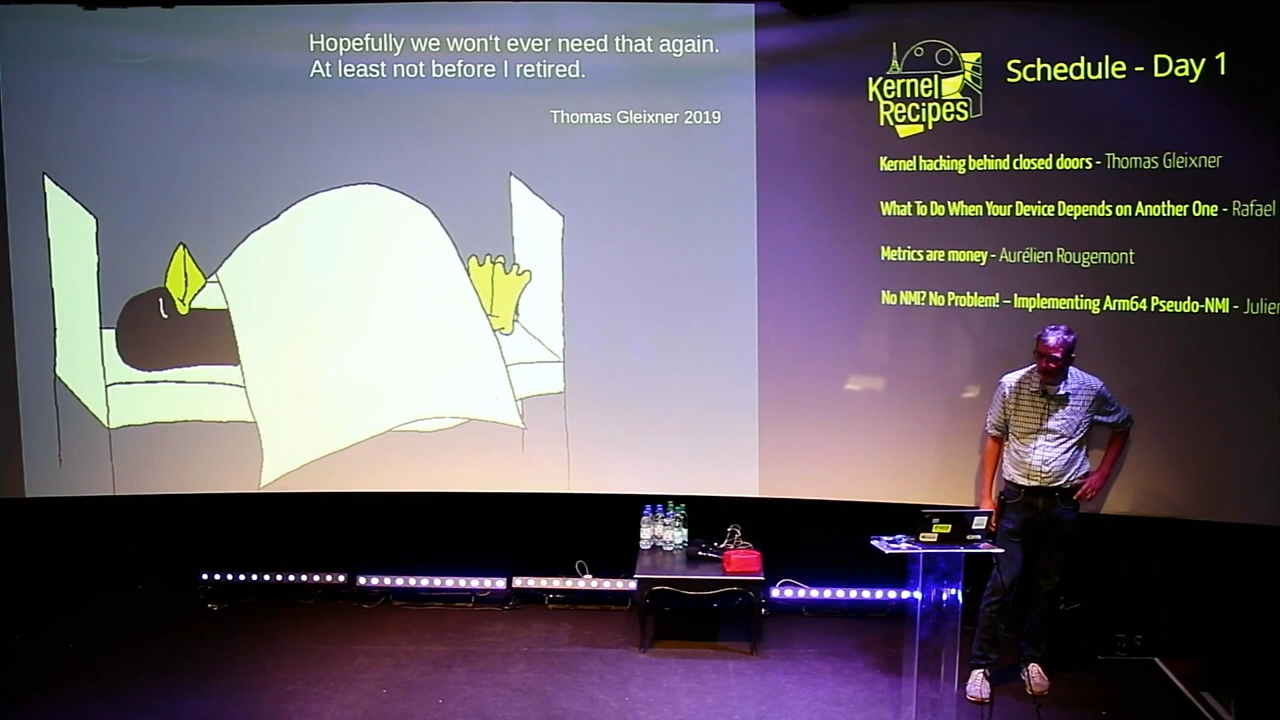 Hopefully we won't ever need that again.
At least not before I retired.
Thomas Gleixner 2019
Kernel
Recipes
Schedule - Day 1
Kernel hacking behind closed doors - Thomas Gleixner
What To Do When Your Device Depends on Another One - Rafael
Metrics are money - Aurélien Rougemont
No NMI? No Problem! – Implementing Arm64 Pseudo-NMI - Julien